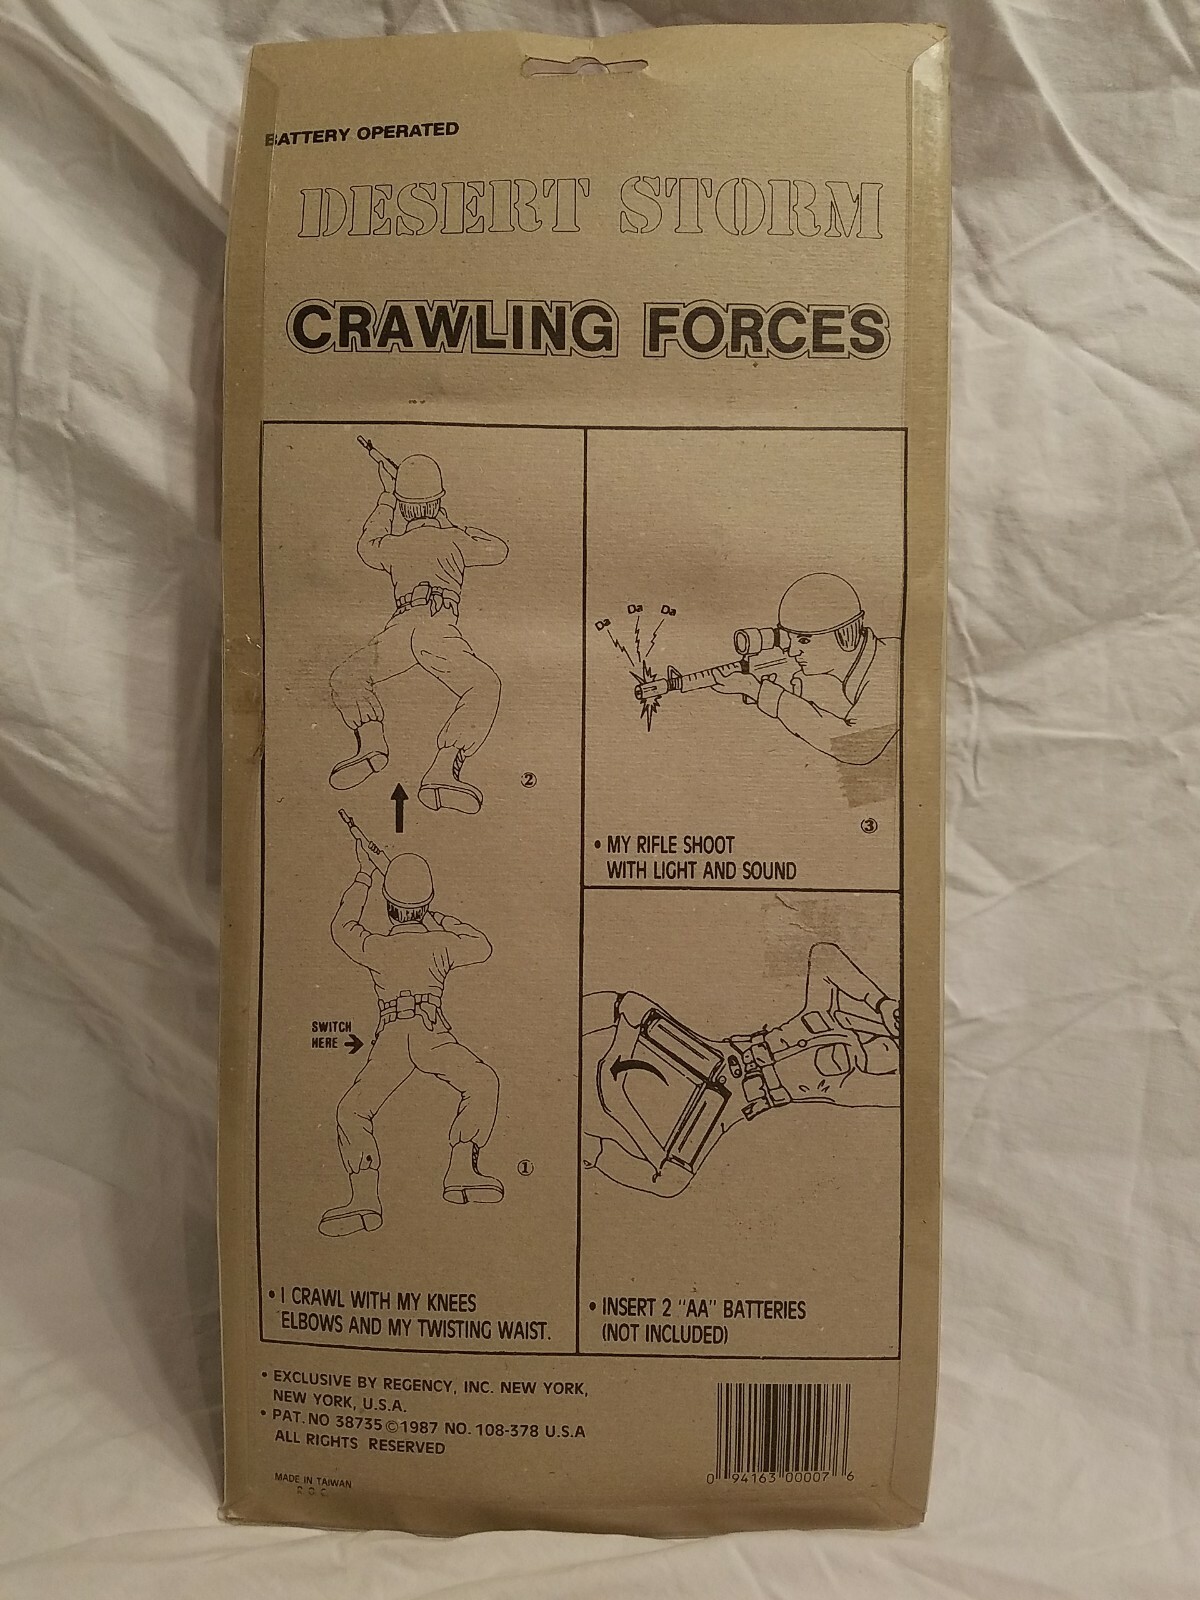 BATTERY OPERATED
DESERT STORM
CRAWLING FORCES
②
SWITCH
HERE
①
• I CRAWL WITH MY KNEES
ELBOWS AND MY TWISTING WAIST.
Da Da Da
③
• MY RIFLE SHOOT
WITH LIGHT AND SOUND
• INSERT 2 "AA" BATTERIES
(NOT INCLUDED)
• EXCLUSIVE BY REGENCY, INC. NEW YORK,
NEW YORK, U.S.A.
• PAT. NO 38735 ©1987 NO. 108-378 U.S.A
ALL RIGHTS RESERVED
MADE IN TAIWAN
R.O.C.
0 94163 00007 6